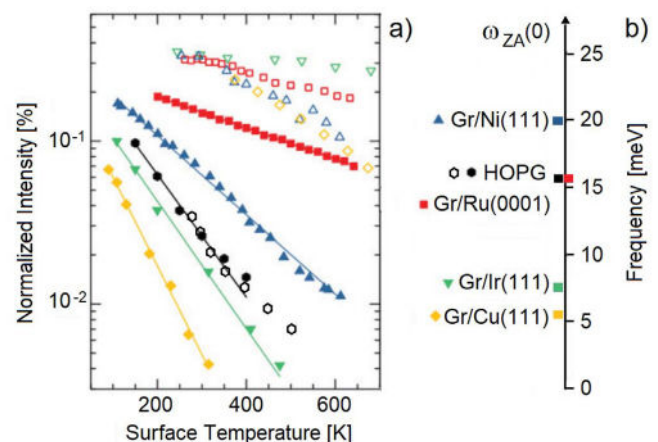 a)
b)
ω_ZA(0)
Normalized Intensity [%]
10⁻¹
10⁻²
200 400 600
Surface Temperature [K]
Gr/Ni(111)
HOPG
Gr/Ru(0001)
Gr/Ir(111)
Gr/Cu(111)
25
20
15
10
5
0
Frequency [meV]